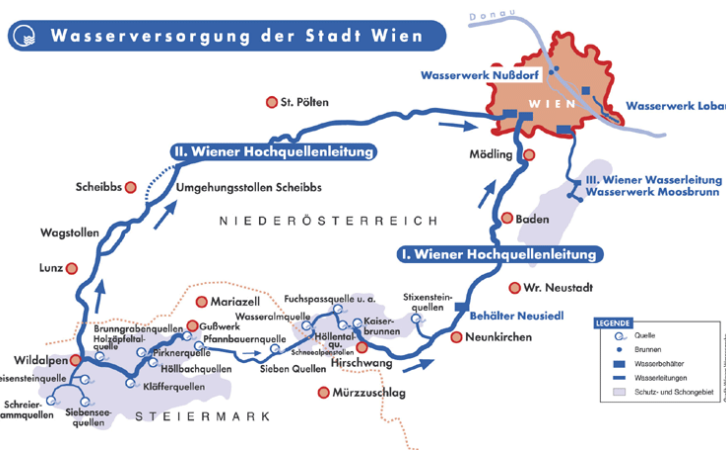 Wasserversorgung der Stadt Wien
Donau
Wasserwerk Nußdorf
WIEN
Wasserwerk Lobau
St. Pölten
II. Wiener Hochquellenleitung
Mödling
Scheibbs
Umgehungsstollen Scheibbs
III. Wiener Wasserleitung
Wasserwerk Moosbrunn
NIEDERÖSTERREICH
Baden
Wagstollen
I. Wiener Hochquellenleitung
Lunz
Wr. Neustadt
Mariazell
Fuchspassquelle u. a.
Stixenstein-
quellen
Wasseralmquelle
Behälter Neusiedl
Brunngrabenquellen
Gußwerk
Holzäpfeltal-
quelle
Pfannbauernquelle
Höllental-
qu.
Kaiser-
brunnen
Schneealpenstollen
Neunkirchen
Wildalpen
Pirknerquelle
Höllbachquellen
Sieben Quellen
Hirschwang
eisensteinquelle
Kläfferquellen
Mürzzuschlag
Schreier-
ammquellen
Siebensee-
quellen
STEIERMARK
LEGENDE
Quelle
Brunnen
Wasserbehälter
Wasserleitungen
Schutz- und Schongebiet